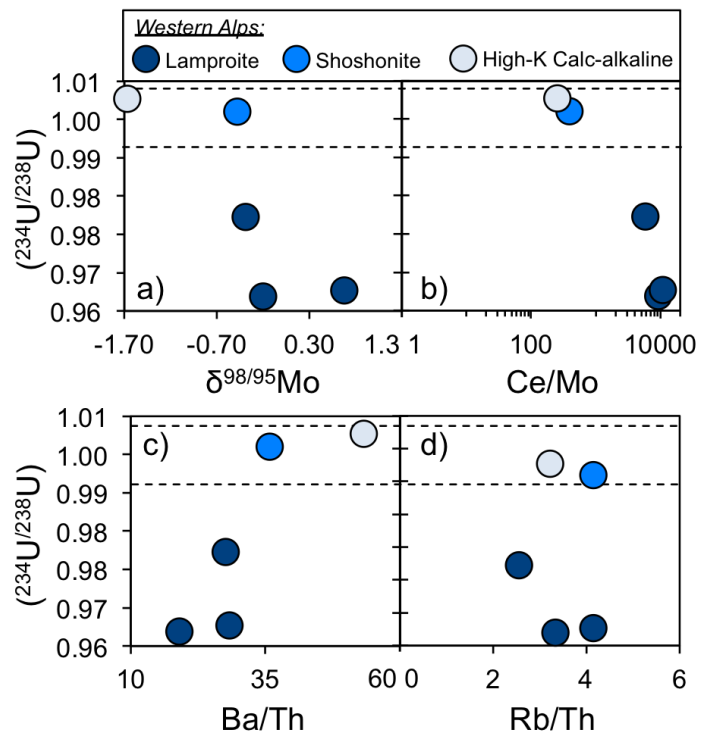 Western Alps:
Lamproite Shoshonite High-K Calc-alkaline
1.01
1.00
0.99
0.98
0.98
0.97
0.96
(²³⁴U/²³⁸U)
a) b)
-1.70 -0.70 0.30 1.3 1 100 10000
δ⁹⁸/⁹⁵Mo Ce/Mo
c) d)
1.01
1.00
0.99
0.98
0.98
0.97
0.96
(²³⁴U/²³⁸U)
10 35 60 0 2 4 6
Ba/Th Rb/Th